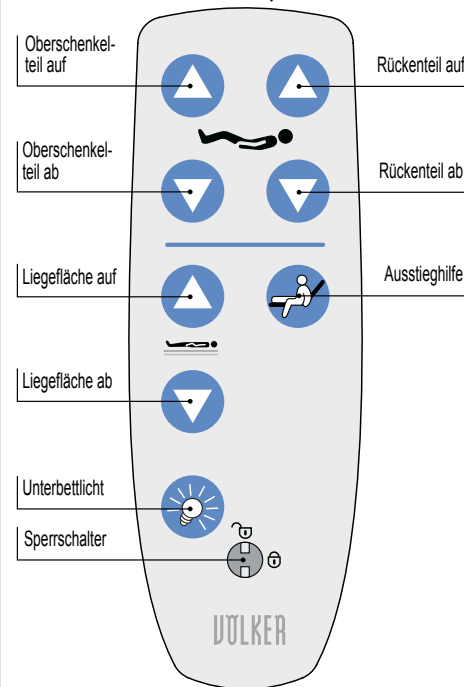 Oberschenkel-
teil auf
Rückenteil auf
Oberschenkel-
teil ab
Rückenteil ab
Liegefläche auf
Ausstieghilfe
Liegefläche ab
Unterbettlicht
Sperrschalter
VÖLKER